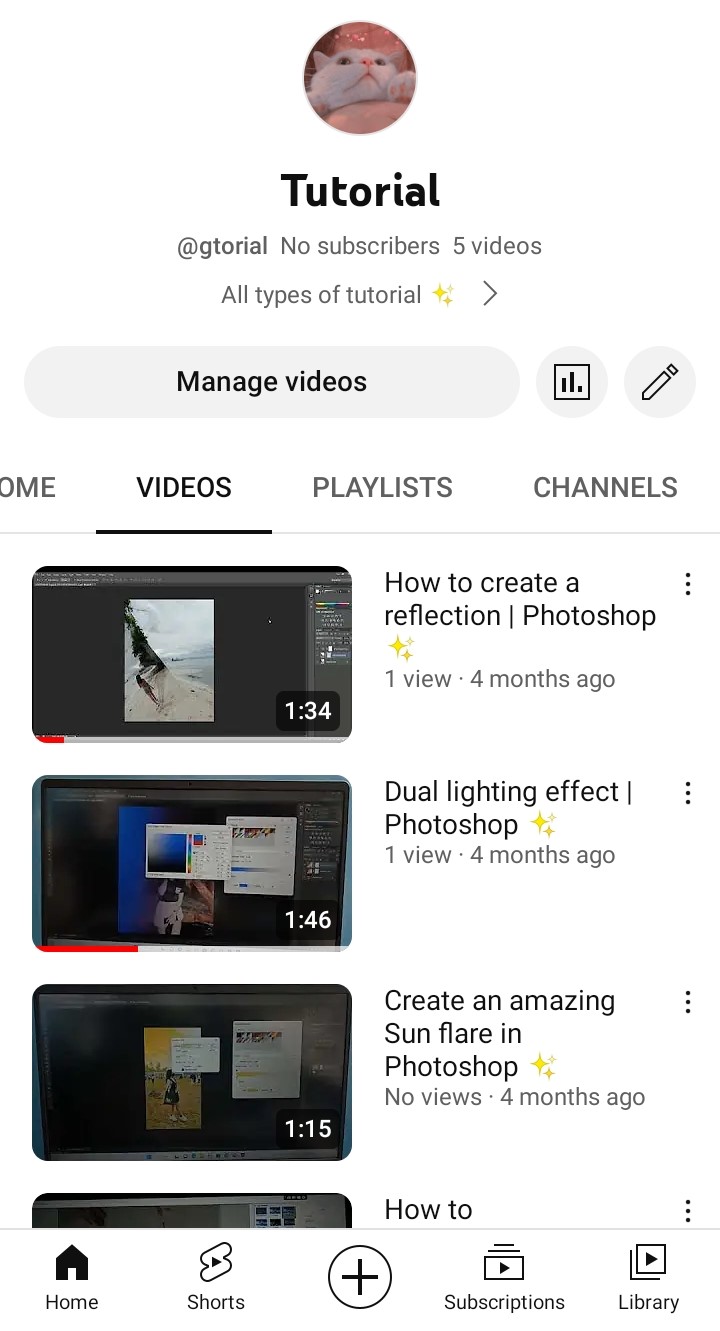 Tutorial
@gtorial No subscribers 5 videos
All types of tutorial ✨
Manage videos
OME VIDEOS PLAYLISTS CHANNELS
How to create a
reflection | Photoshop
✨
1 view · 4 months ago
1:34
Dual lighting effect |
Photoshop ✨
1 view · 4 months ago
1:46
Create an amazing
Sun flare in
Photoshop ✨
No views · 4 months ago
1:15
How to
Home Shorts Subscriptions Library